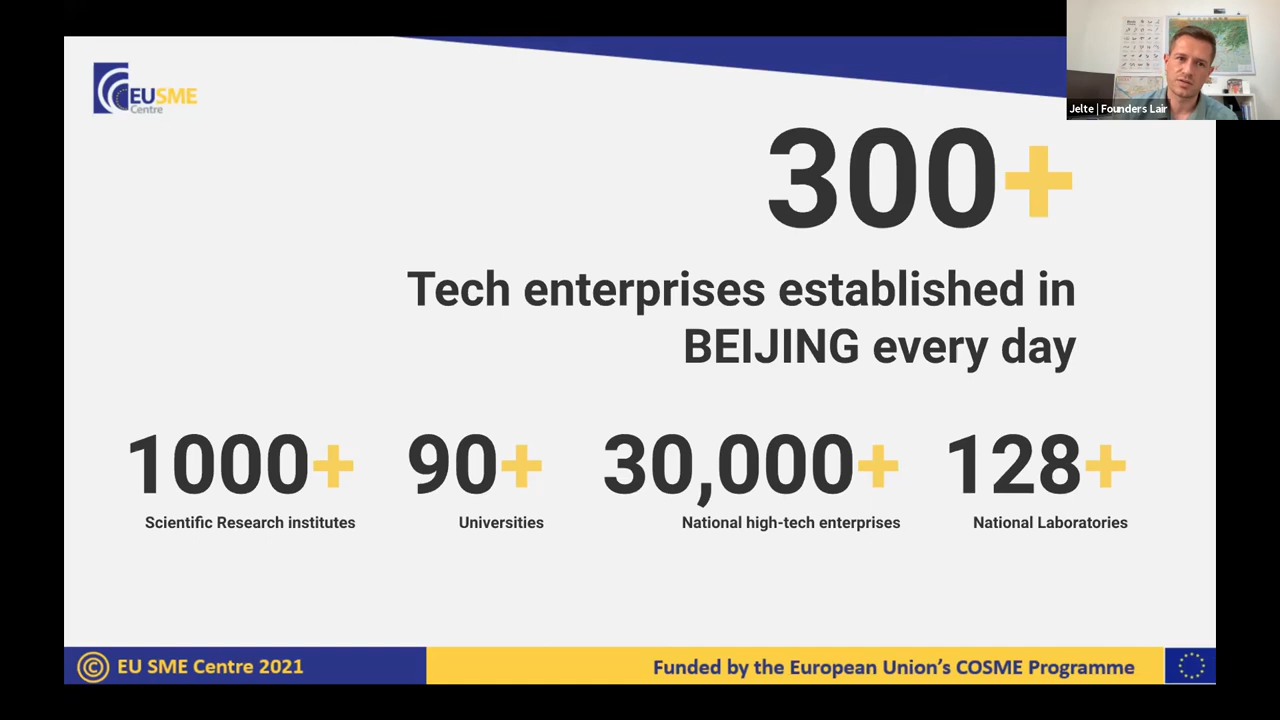 EUSME
Centre
Jelte | Founders Lair
300+
Tech enterprises established in
BEIJING every day
1000+
Scientific Research institutes
90+
Universities
30,000+
National high-tech enterprises
128+
National Laboratories
© EU SME Centre 2021
Funded by the European Union's COSME Programme